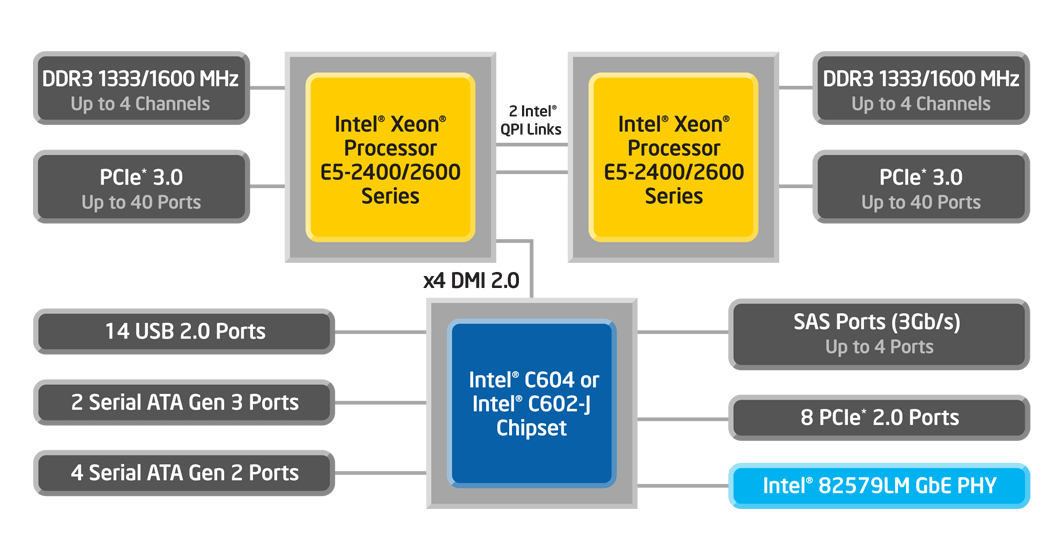 DDR3 1333/1600 MHz
Up to 4 Channels
PCIe* 3.0
Up to 40 Ports
Intel® Xeon®
Processor
E5-2400/2600
Series
2 Intel®
QPI Links
Intel® Xeon®
Processor
E5-2400/2600
Series
DDR3 1333/1600 MHz
Up to 4 Channels
PCIe* 3.0
Up to 40 Ports
x4 DMI 2.0
14 USB 2.0 Ports
2 Serial ATA Gen 3 Ports
4 Serial ATA Gen 2 Ports
Intel® C604 or
Intel® C602-J
Chipset
SAS Ports (3Gb/s)
Up to 4 Ports
8 PCIe* 2.0 Ports
Intel® 82579LM GbE PHY